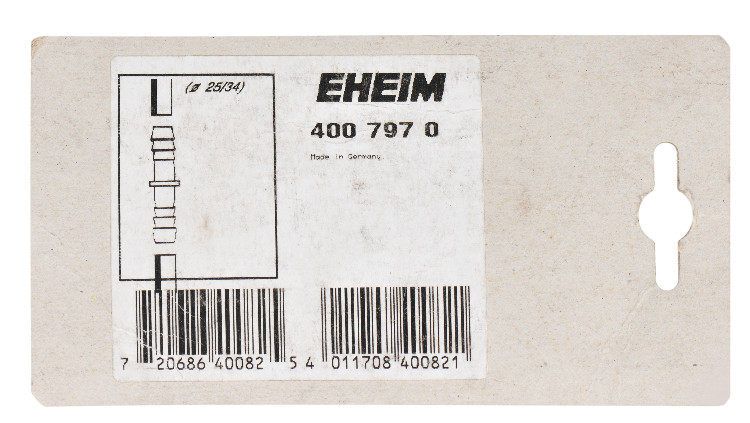 (ø 25/34)
EHEIM
400 797 0
Made in Germany
7 20686 40082 5
4 011708 400821